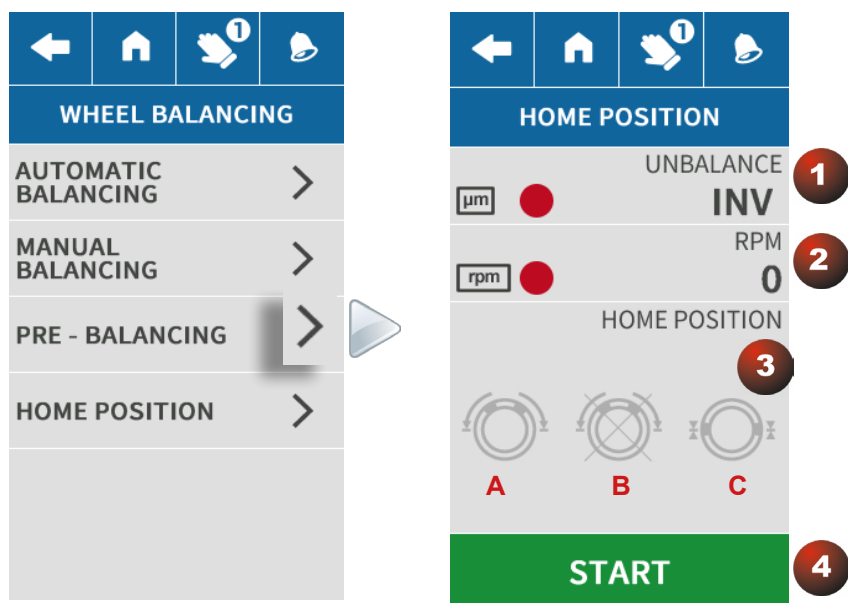 1
WHEEL BALANCING
AUTOMATIC
BALANCING
MANUAL
BALANCING
PRE - BALANCING
HOME POSITION
1
HOME POSITION
UNBALANCE
µm
INV
1
RPM
rpm
0
2
HOME POSITION
3
A B C
START
4